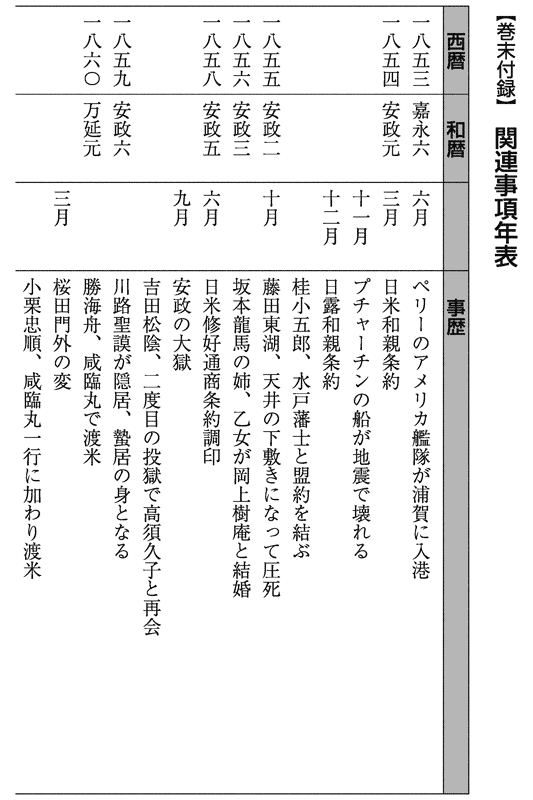 【巻末付録】 関連事項年表
西暦 和暦 事歴
一八五三 嘉永六 六月 ペリーのアメリカ艦隊が浦賀に入港
一八五四 安政元 三月 日米和親条約
十一月 プチャーチンの船が地震で壊れる
十二月 日露和親条約
桂小五郎、水戸藩士と盟約を結ぶ
一八五五 安政二 十月 藤田東湖、天井の下敷きになって圧死
一八五六 安政三 坂本龍馬の姉、乙女が岡上樹庵と結婚
一八五八 安政五 六月 日米修好通商条約調印
九月 安政の大獄
吉田松陰、二度目の投獄で高須久子と再会
一八五九 安政六 川路聖謨が隠居、蟄居の身となる
一八六〇 万延元 勝海舟、咸臨丸で渡米
三月 桜田門外の変
小栗忠順、咸臨丸一行に加わり渡米